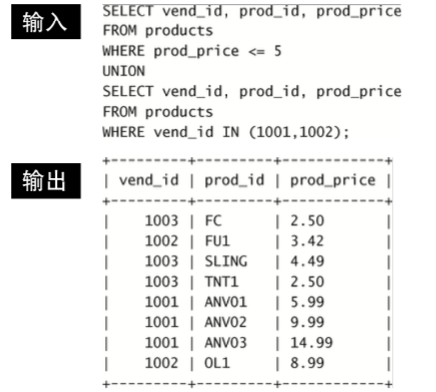 输入
SELECT vend_id, prod_id, prod_price
FROM products
WHERE prod_price <= 5
UNION
SELECT vend_id, prod_id, prod_price
FROM products
WHERE vend_id IN (1001,1002);
输出
+---------+---------+------------+
| vend_id | prod_id | prod_price |
+---------+---------+------------+
|    1003 | FC      | 2.50       |
|    1002 | FU1     | 3.42       |
|    1003 | SLING   | 4.49       |
|    1003 | TNT1    | 2.50       |
|    1001 | ANV01   | 5.99       |
|    1001 | ANV02   | 9.99       |
|    1001 | ANV03   | 14.99      |
|    1002 | OL1     | 8.99       |
+---------+---------+------------+